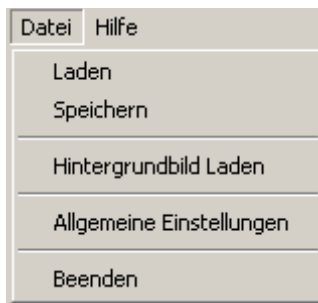 Datei Hilfe
Laden
Speichern
Hintergrundbild Laden
Allgemeine Einstellungen
Beenden